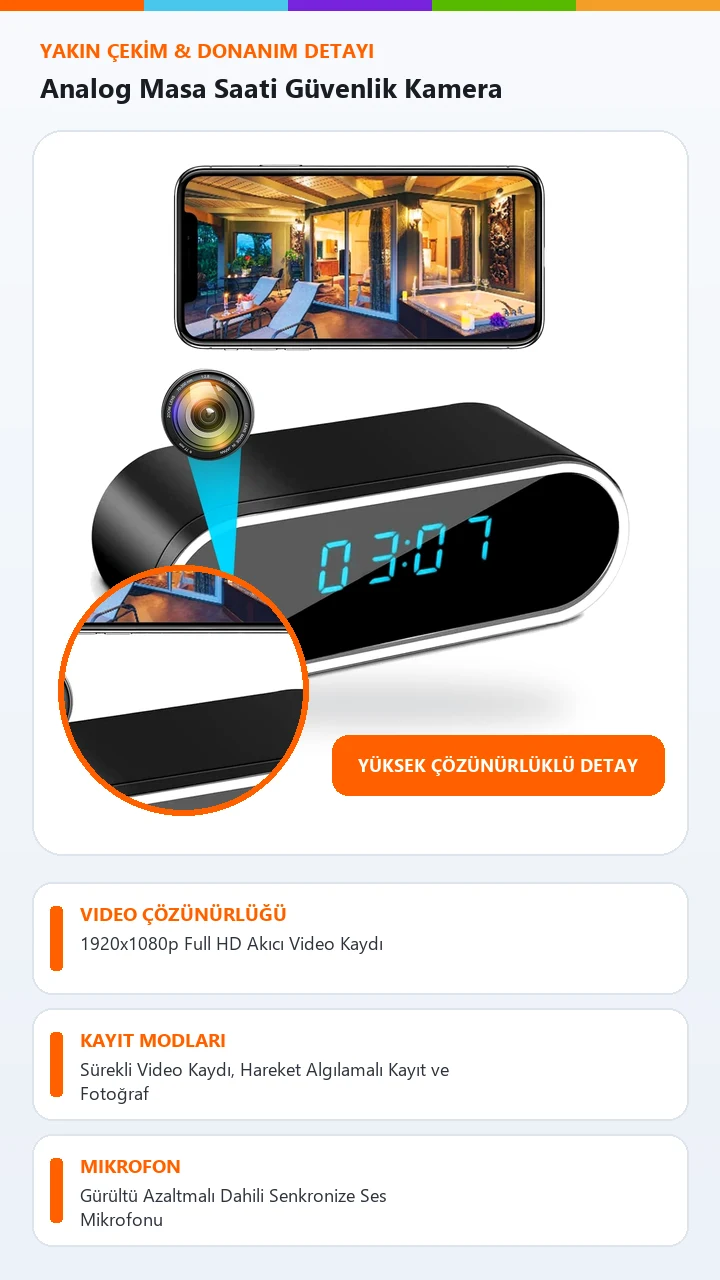 YAKIN ÇEKİM & DONANIM DETAYI
Analog Masa Saati Güvenlik Kamera
03:07
YÜKSEK ÇÖZÜNÜRLÜKLÜ DETAY
VIDEO ÇÖZÜNÜRLÜĞÜ
1920x1080p Full HD Akıcı Video Kaydı
KAYIT MODLARI
Sürekli Video Kaydı, Hareket Algılamalı Kayıt ve
Fotoğraf
MIKROFON
Gürültü Azaltmalı Dahili Senkronize Ses
Mikrofonu